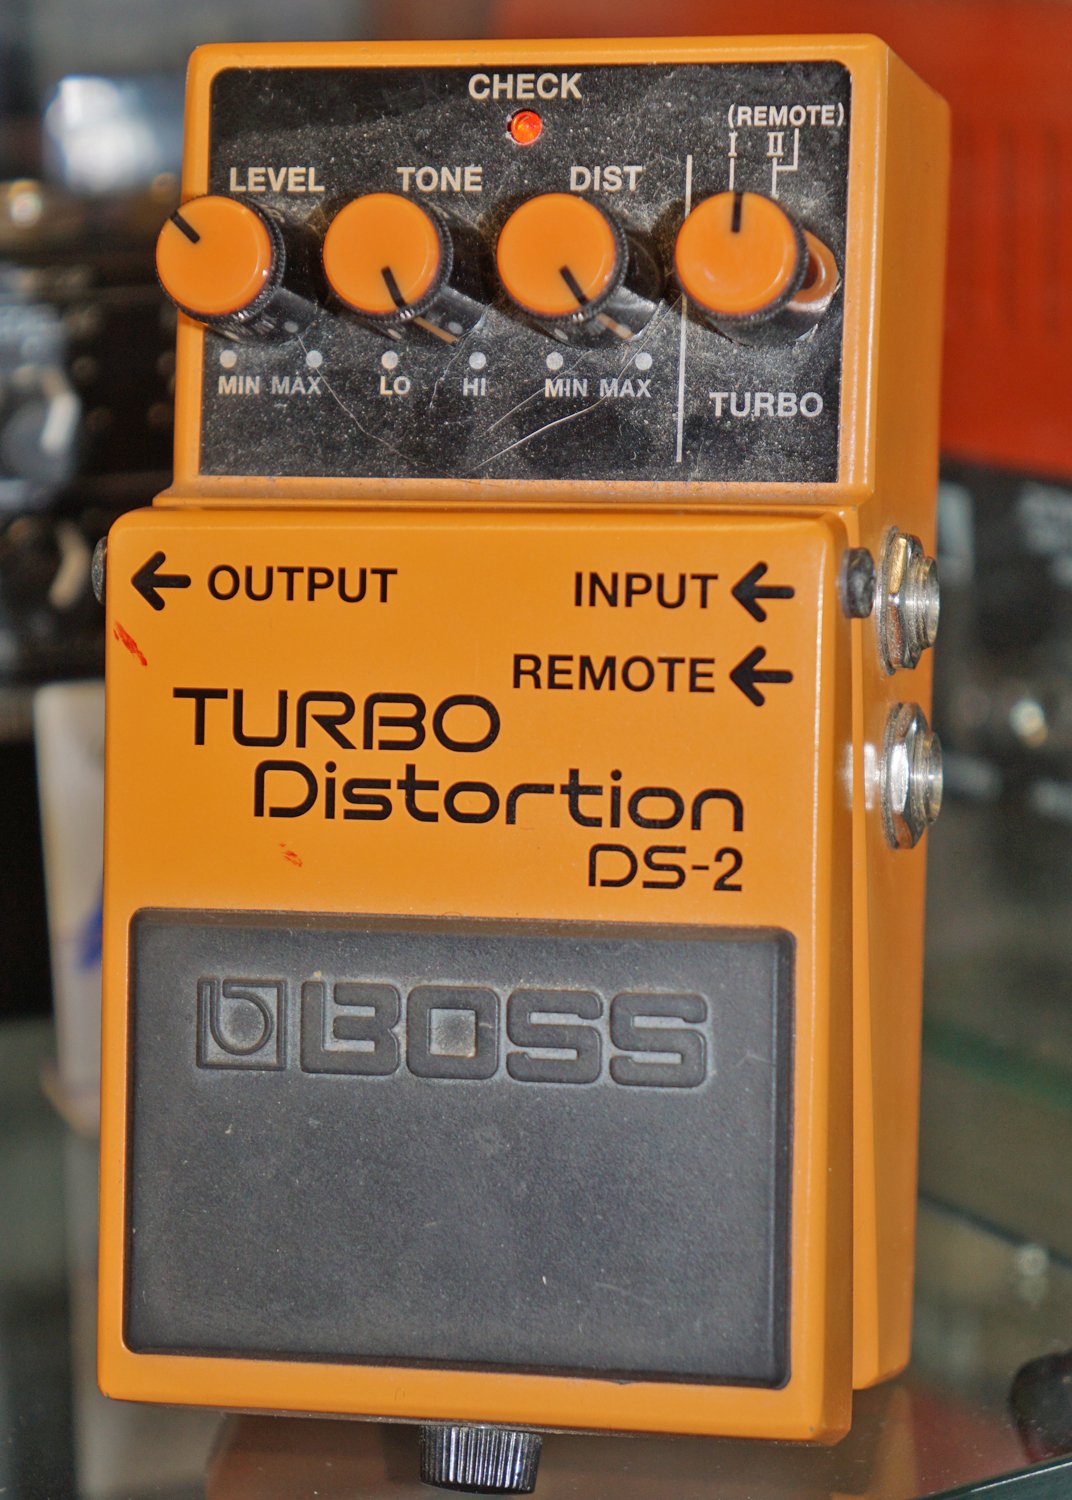 CHECK
(REMOTE)
I II
LEVEL TONE DIST
MIN MAX LO HI MIN MAX
TURBO
← OUTPUT INPUT ←
REMOTE ←
TURBO
Distortion
DS-2
BOSS